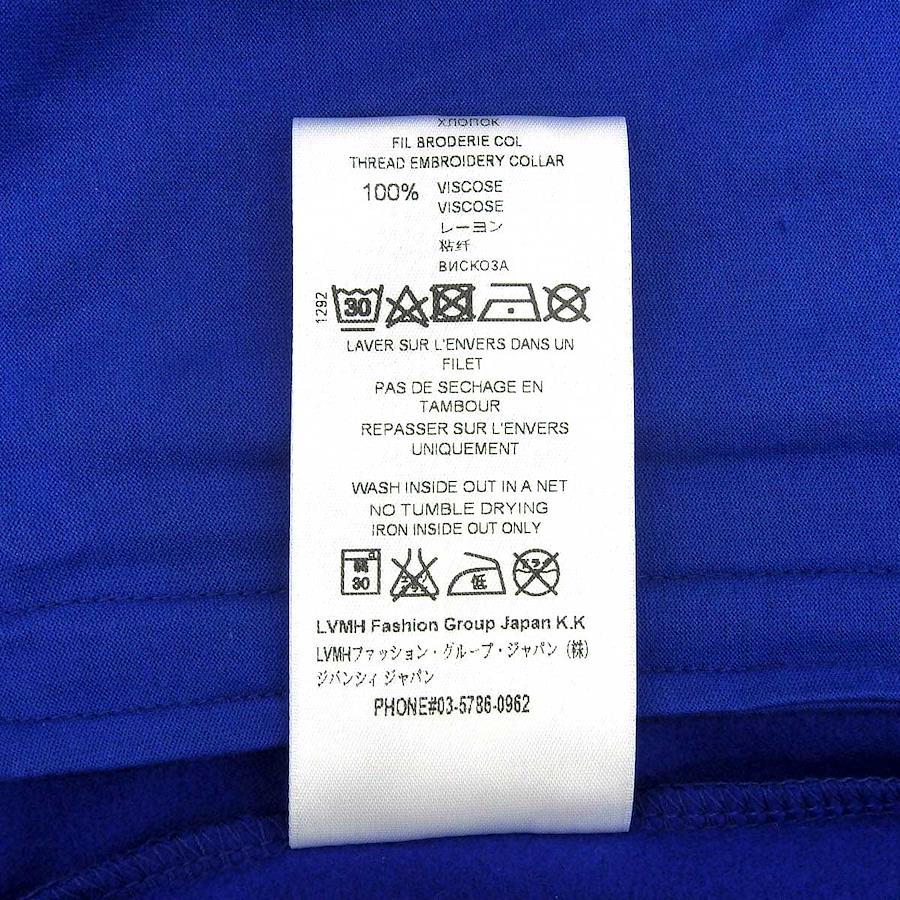 ХЛОПОК
FIL BRODERIE COL
THREAD EMBROIDERY COLLAR
100% VISCOSE
VISCOSE
レーヨン
粘纤
ВИСКОЗА
1292
30
LAVER SUR L'ENVERS DANS UN
FILET
PAS DE SECHAGE EN
TAMBOUR
REPASSER SUR L'ENVERS
UNIQUEMENT
WASH INSIDE OUT IN A NET
NO TUMBLE DRYING
IRON INSIDE OUT ONLY
弱
30
低
ドライ
LVMH Fashion Group Japan K.K
LVMHファッション・グループ・ジャパン（株）
ジバンシィ ジャパン
PHONE#03-5786-0962